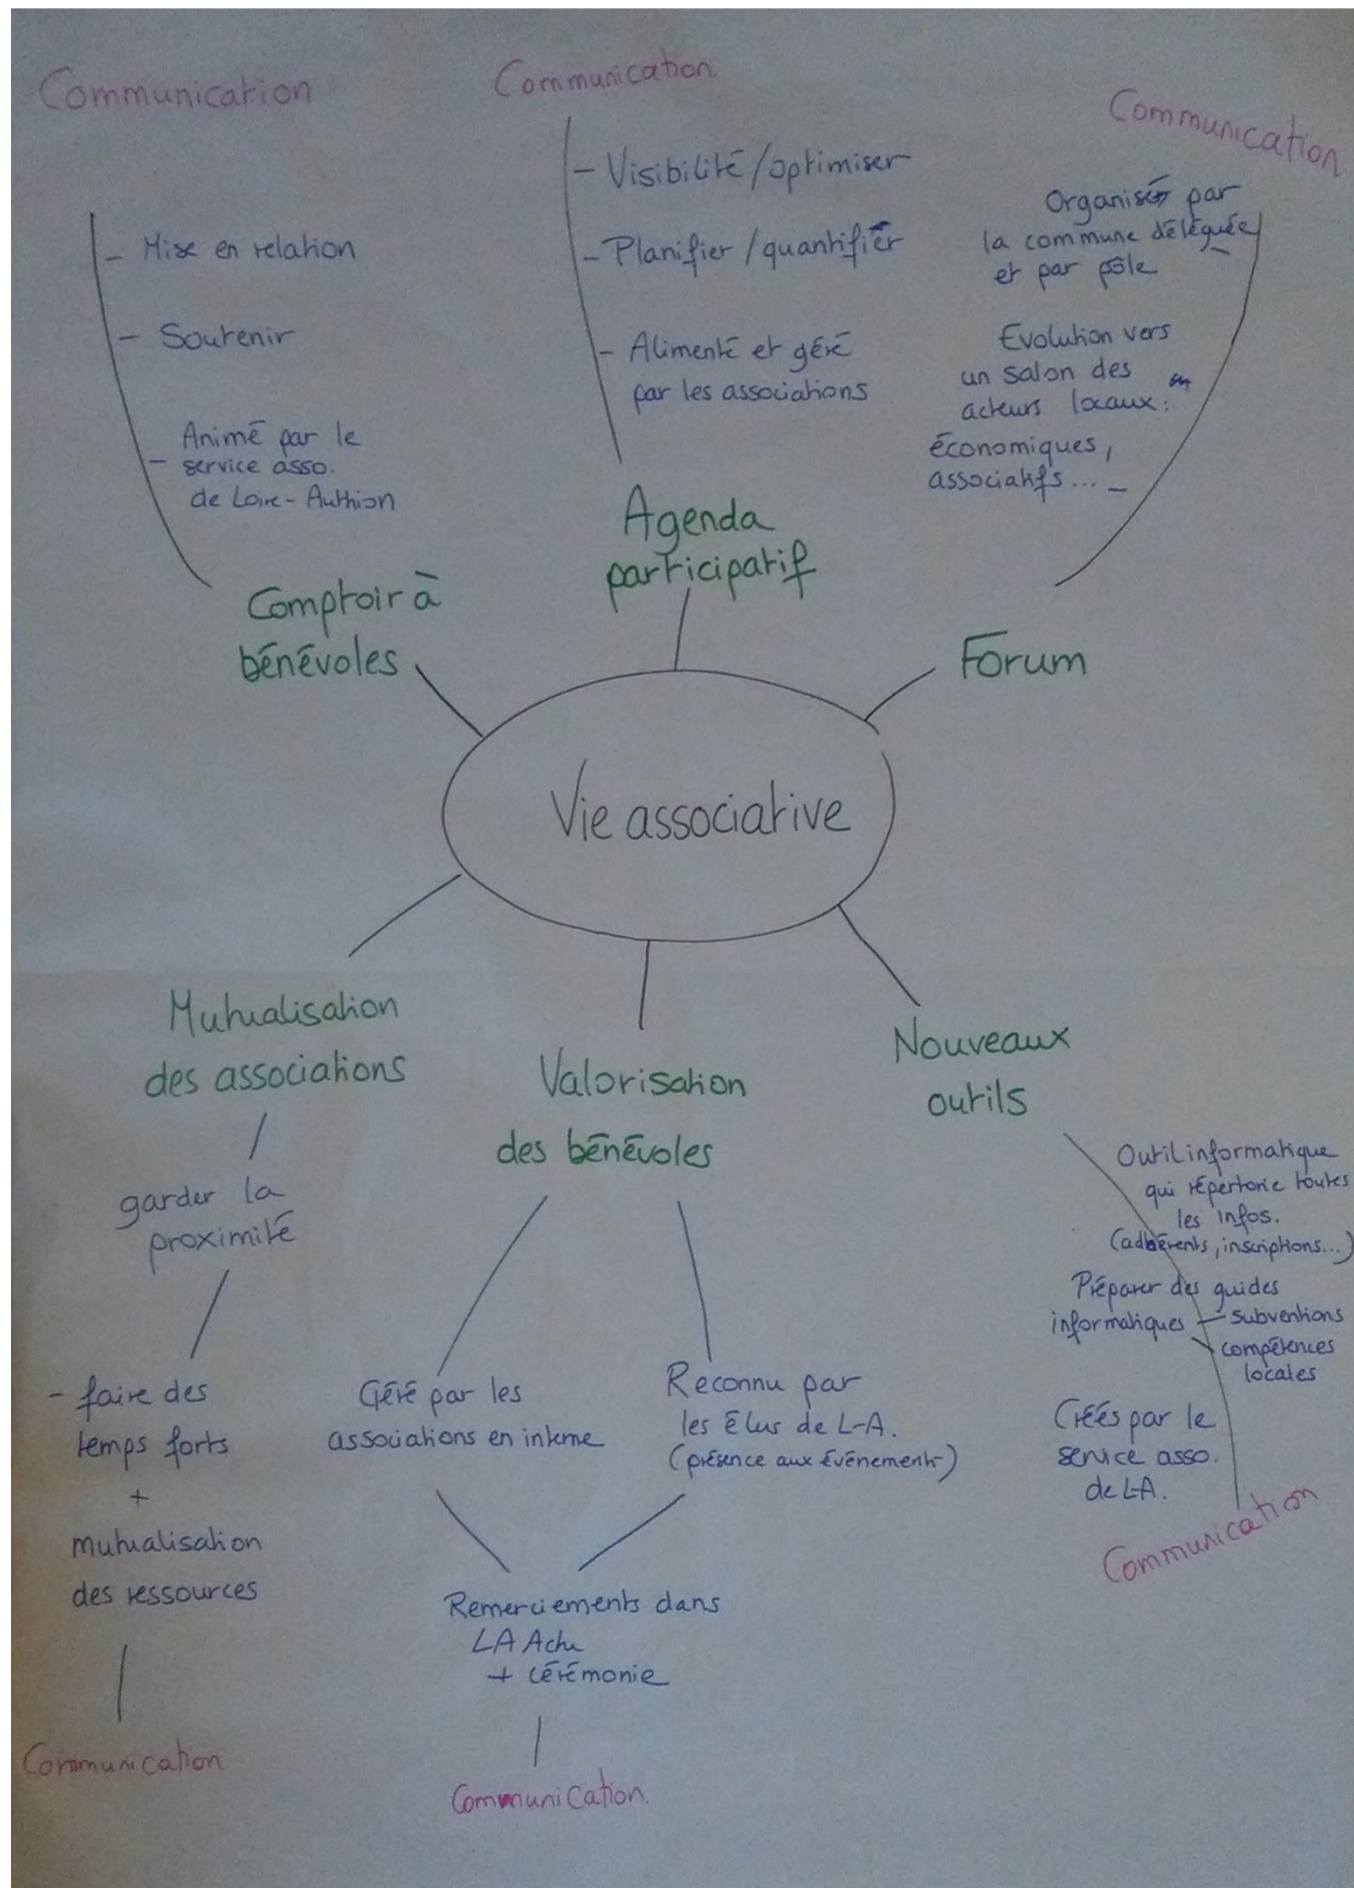 Communication
- Mise en relation
- Soutenir
- Animé par le
service asso.
de Loire-Authion
Comptoir à
bénévoles
Communication
- Visibilité/optimiser
- Planifier/quantifier
- Alimenté et géré
par les associations
Agenda
participatif
Communication
Organisés par
la commune déléguée
et par pôle
Evolution vers
un salon des
acteurs locaux:
économiques,
associatifs...
Forum
Vie associative
Mutualisation
des associations
garder la
proximité
- faire des
temps forts
+
mutualisation
des ressources
Communication
Valorisation
des bénévoles
Géré par les
associations en interne
Reconnu par
les élus de L-A.
(présence aux événements)
Remerciements dans
LA Actu
+ cérémonie
Communication.
Nouveaux
outils
Outil informatique
qui répertorie toutes
les infos.
(adhérents, inscriptions...)
Préparer des guides
informatiques - subventions
compétences
locales
Créés par le
service asso.
de L-A.
Communication